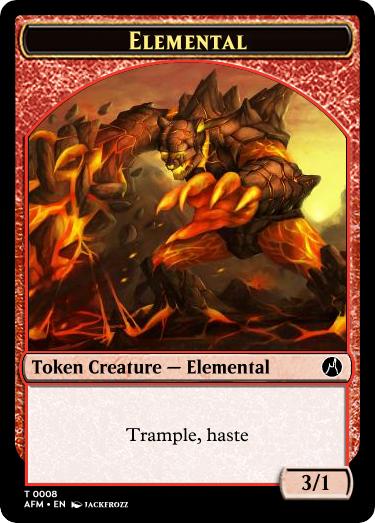 Elemental
Token Creature — Elemental
Trample, haste
3/1
T 0008
AFM • EN JACKFROZZ